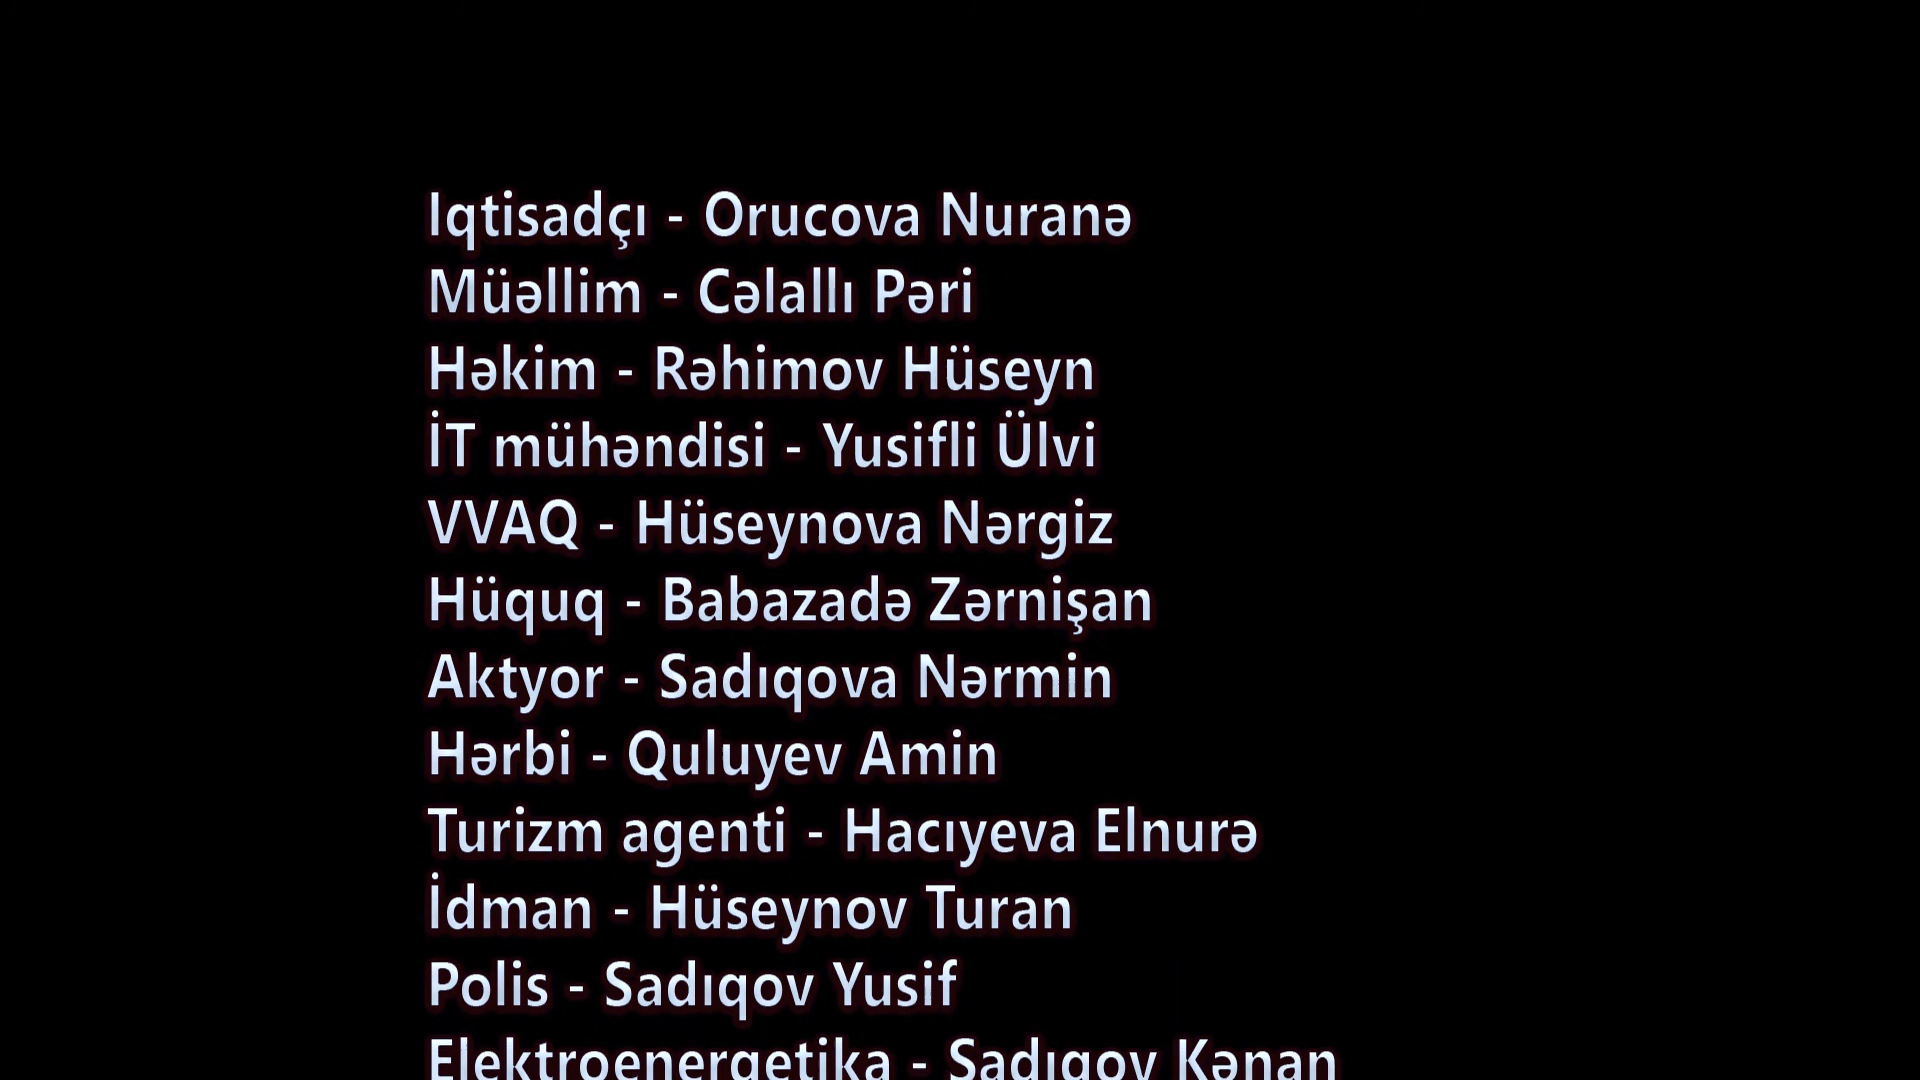 Iqtisadçı - Orucova Nuranə
Müəllim - Cəlallı Pəri
Həkim - Rəhimov Hüseyn
İT mühəndisi - Yusifli Ülvi
VVAQ - Hüseynova Nərgiz
Hüquq - Babazadə Zərnişan
Aktyor - Sadıqova Nərmin
Hərbi - Quluyev Amin
Turizm agenti - Hacıyeva Elnurə
İdman - Hüseynov Turan
Polis - Sadıqov Yusif
Elektroenergetika - Sadıqov Kənan